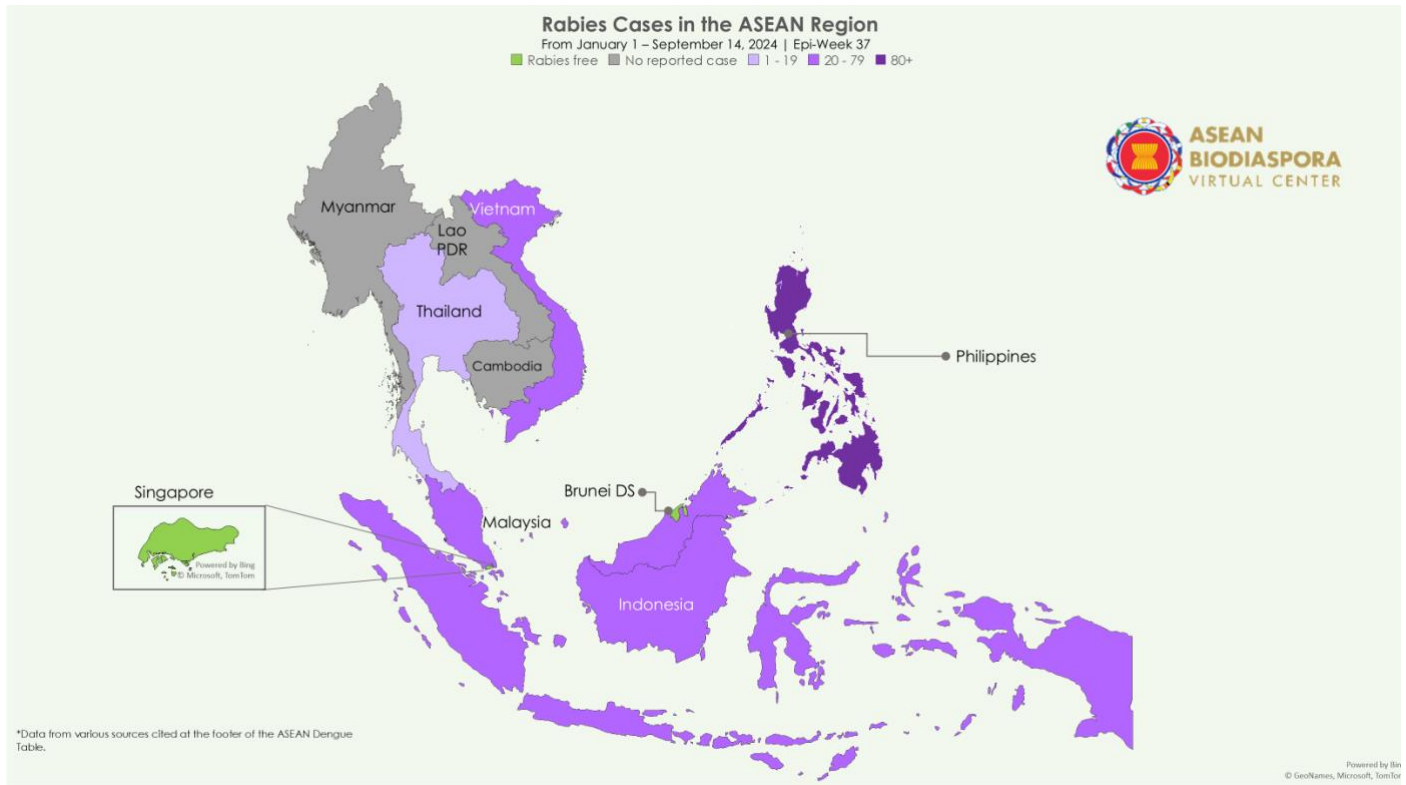 Rabies Cases in the ASEAN Region
From January 1 – September 14, 2024 | Epi-Week 37
Rabies free No reported case 1 - 19 20 - 79 80+
ASEAN
BIODIASPORA
VIRTUAL CENTER
Myanmar
Vietnam
Lao
PDR
Thailand
Cambodia
Philippines
Singapore
Brunei DS
Malaysia
Powered by Bing
© Microsoft, TomTom
Indonesia
*Data from various sources cited at the footer of the ASEAN Dengue
Table.
Powered by Bin
© GeoNames, Microsoft, TomTom